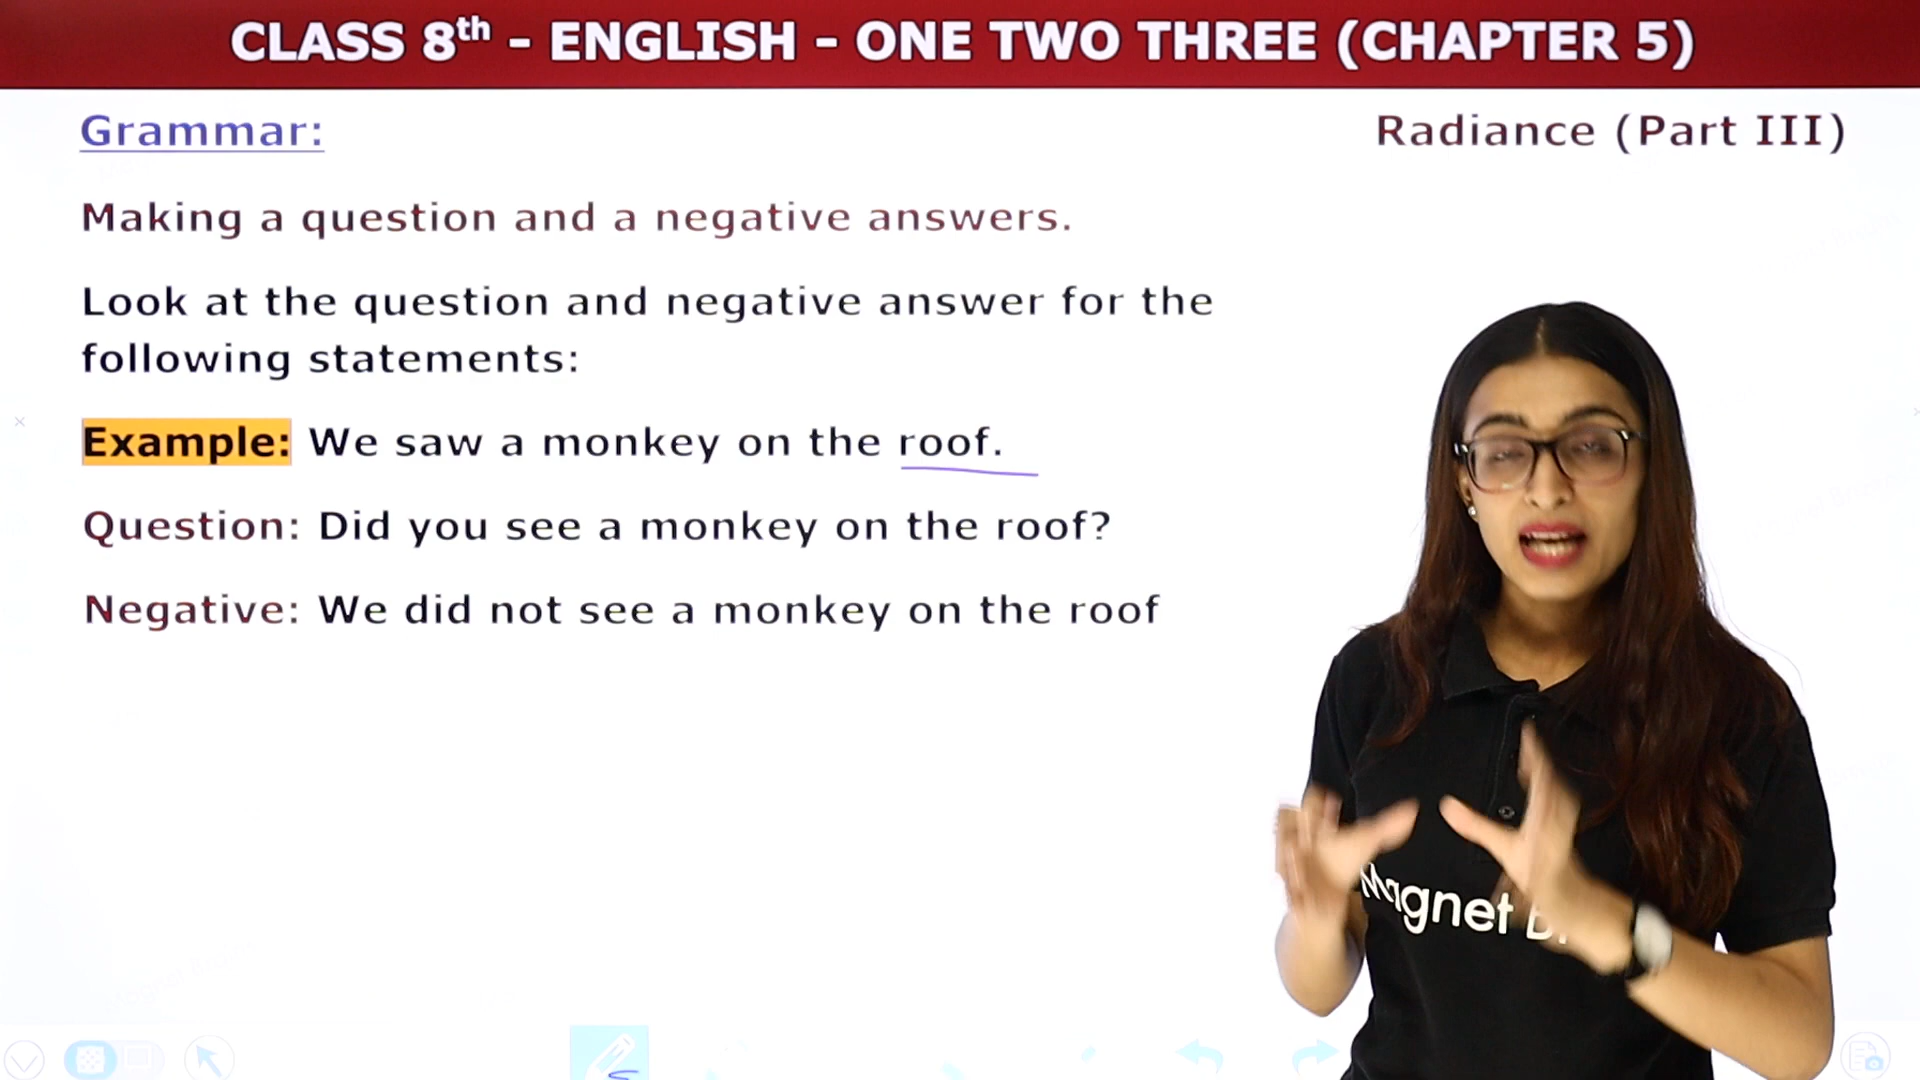 CLASS 8th - ENGLISH - ONE TWO THREE (CHAPTER 5)
Grammar:
Radiance (Part III)
Making a question and a negative answers.
Look at the question and negative answer for the
following statements:
Example: We saw a monkey on the roof.
Question: Did you see a monkey on the roof?
Negative: We did not see a monkey on the roof
Magnet